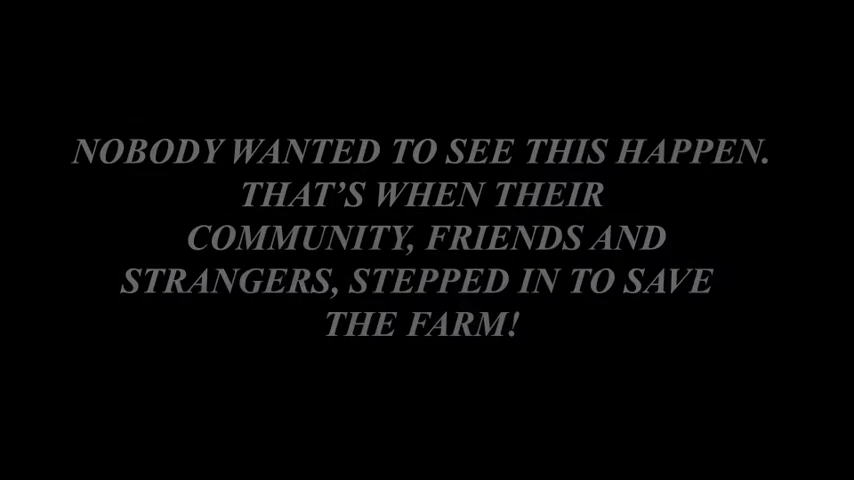 NOBODY WANTED TO SEE THIS HAPPEN.
THAT’S WHEN THEIR
COMMUNITY, FRIENDS AND
STRANGERS, STEPPED IN TO SAVE
THE FARM!